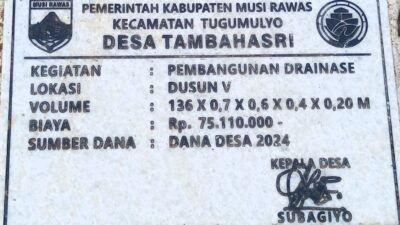 MUSI RAWAS
PEMERINTAH KABUPATEN MUSI RAWAS
KECAMATAN TUGUMULYO
DESA TAMBAHASRI
KEGIATAN : PEMBANGUNAN DRAINASE
LOKASI : DUSUN V
VOLUME : 136 X 0,7 X 0,6 X 0,4 X 0,20 M
BIAYA : Rp. 75.110.000 -
SUMBER DANA : DANA DESA 2024
KEPALA DESA
SUBAGIYO